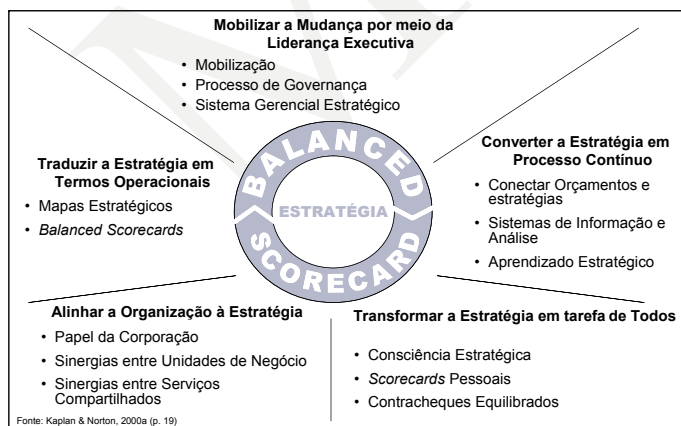 Mobilizar a Mudança por meio da
Liderança Executiva
• Mobilização
• Processo de Governança
• Sistema Gerencial Estratégico
Traduzir a Estratégia em
Termos Operacionais
• Mapas Estratégicos
• Balanced Scorecards
BALANCED
ESTRATÉGIA
SCORECARD
Converter a Estratégia em
Processo Contínuo
• Conectar Orçamentos e
estratégias
• Sistemas de Informação e
Análise
• Aprendizado Estratégico
Alinhar a Organização à Estratégia
• Papel da Corporação
• Sinergias entre Unidades de Negócio
• Sinergias entre Serviços
Compartilhados
Transformar a Estratégia em tarefa de Todos
• Consciência Estratégica
• Scorecards Pessoais
• Contracheques Equilibrados
Fonte: Kaplan & Norton, 2000a (p. 19)